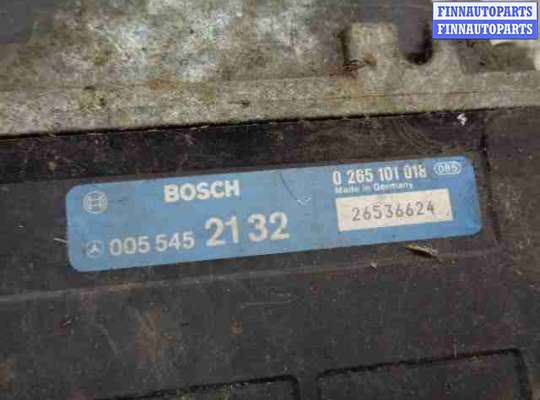 FINNAUTOPARTS
FINNAUTOPARTS
BOSCH
0 265 101 018
Made in Germany
26536624
005 545 21 32